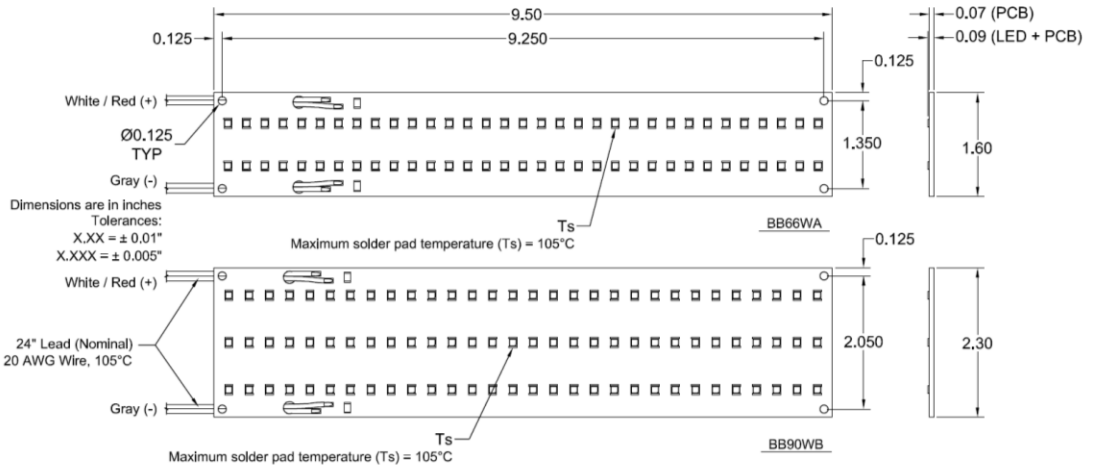 9.50
0.07 (PCB)
0.125
9.250
0.09 (LED + PCB)
0.125
White / Red (+)
Ø0.125
TYP
1.350
1.60
Gray (-)
Dimensions are in inches
Tolerances:
X.XX = ± 0.01"
X.XXX = ± 0.005"
Ts
BB66WA
Maximum solder pad temperature (Ts) = 105°C
0.125
White / Red (+)
24" Lead (Nominal)
20 AWG Wire, 105°C
2.050
2.30
Gray (-)
Ts
BB90WB
Maximum solder pad temperature (Ts) = 105°C